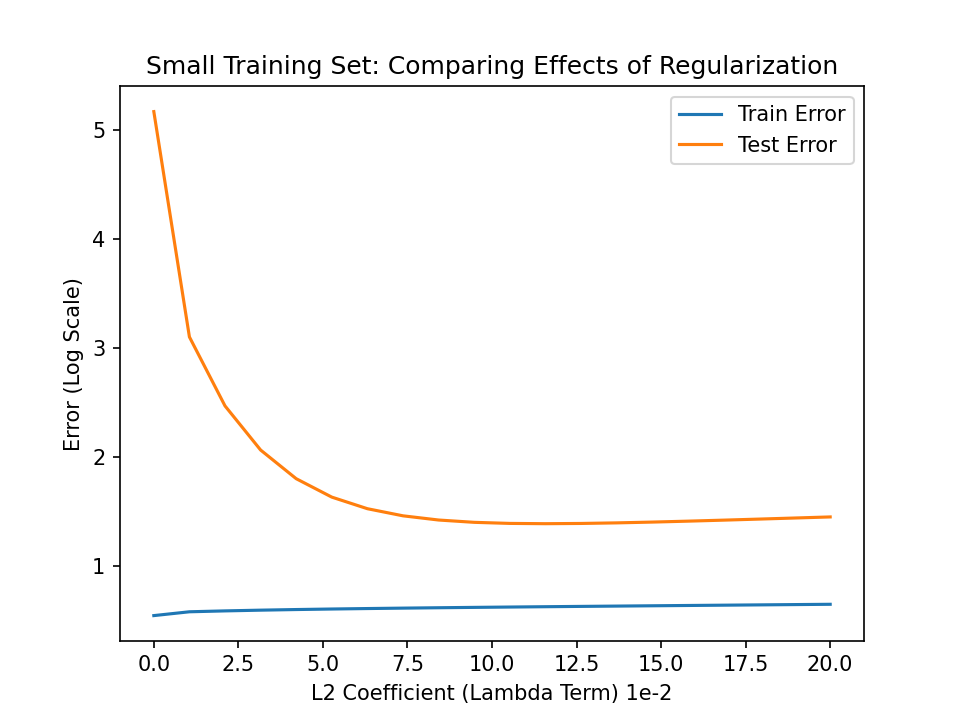 Small Training Set: Comparing Effects of Regularization
Train Error
Test Error
Error (Log Scale)
5
4
3
2
1
0.0 2.5 5.0 7.5 10.0 12.5 15.0 17.5 20.0
L2 Coefficient (Lambda Term) 1e-2